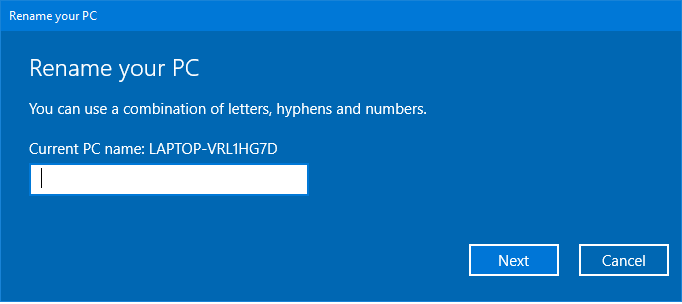 Rename your PC
Rename your PC
You can use a combination of letters, hyphens and numbers.
Current PC name: LAPTOP-VRL1HG7D
Next
Cancel